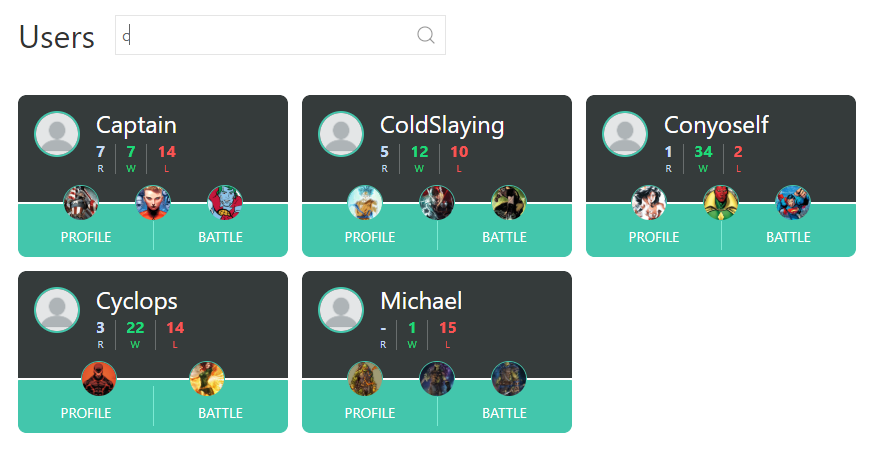 Users
c
Captain
7 7 14
R W L
PROFILE BATTLE
ColdSlaying
5 12 10
R W L
PROFILE BATTLE
Conyoself
1 34 2
R W L
PROFILE BATTLE
Cyclops
3 22 14
R W L
PROFILE BATTLE
Michael
- 1 15
R W L
PROFILE BATTLE